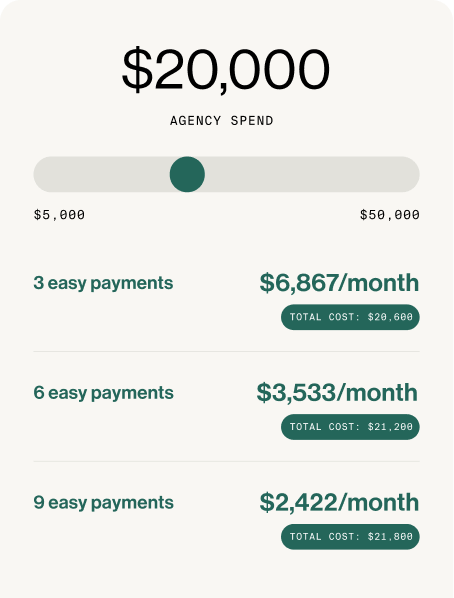 $20,000
AGENCY SPEND
$5,000 $50,000
3 easy payments $6,867/month
TOTAL COST: $20,600
6 easy payments $3,533/month
TOTAL COST: $21,200
9 easy payments $2,422/month
TOTAL COST: $21,800